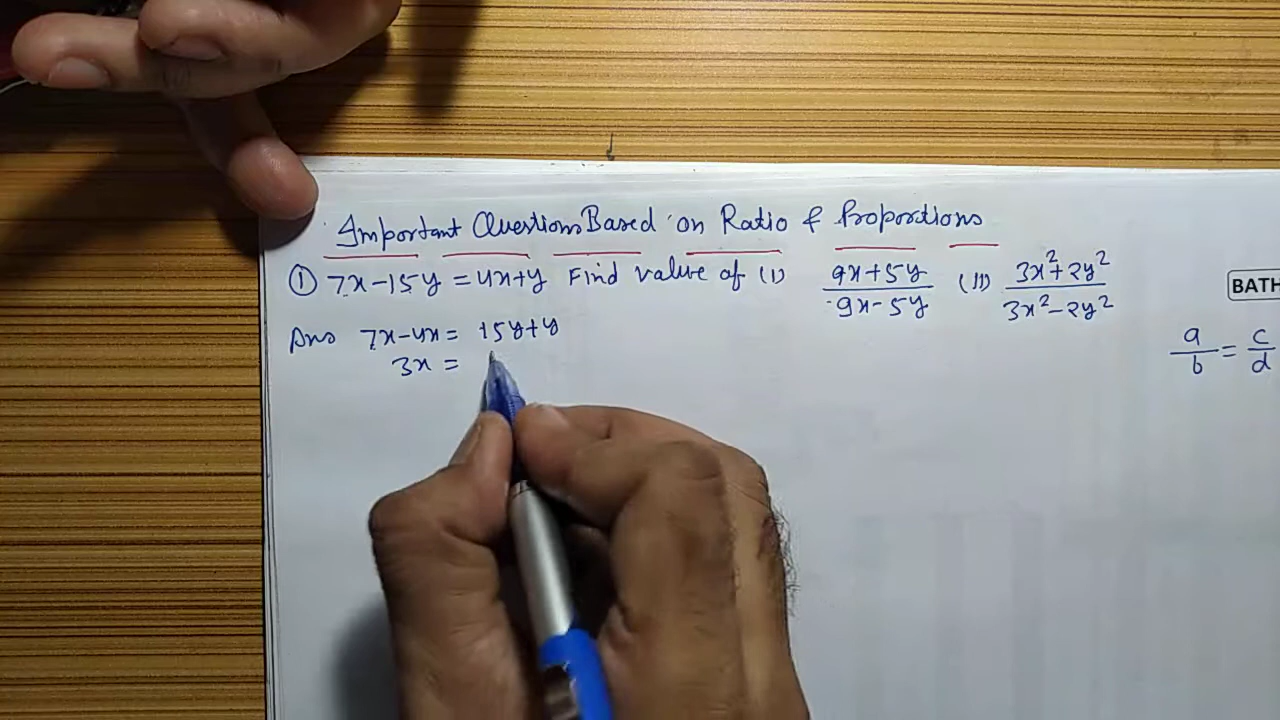 Important Questions Based on Ratio & Proportions
① 7x-15y = 4x+y Find value of (1) 9x+5y/9x-5y (II) 3x²+2y²/3x²-2y²
Ans 7x-4x = 15y+y
3x =
BATH
a/b = c/d